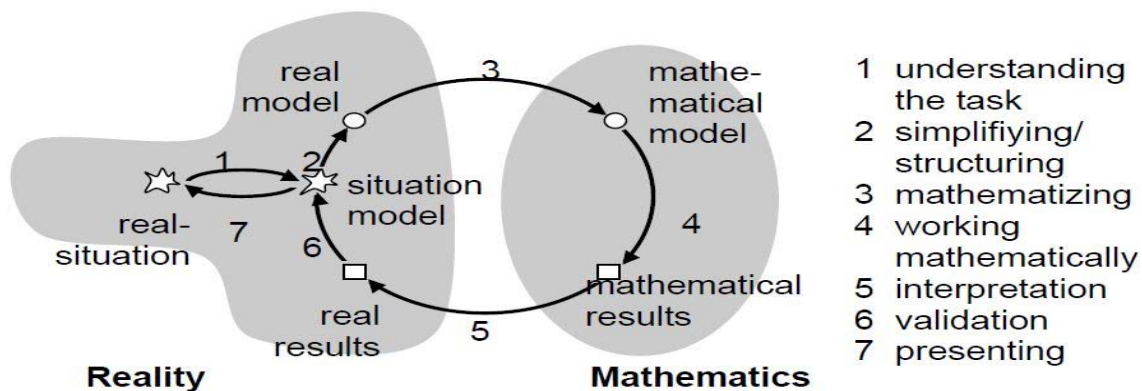 real
model
3
mathe-
matical
model
1
2
situation
model
real-
situation
7
6
4
mathematical
results
real
results
5
Reality
Mathematics
1 understanding
the task
2 simplifiying/
structuring
3 mathematizing
4 working
mathematically
5 interpretation
6 validation
7 presenting